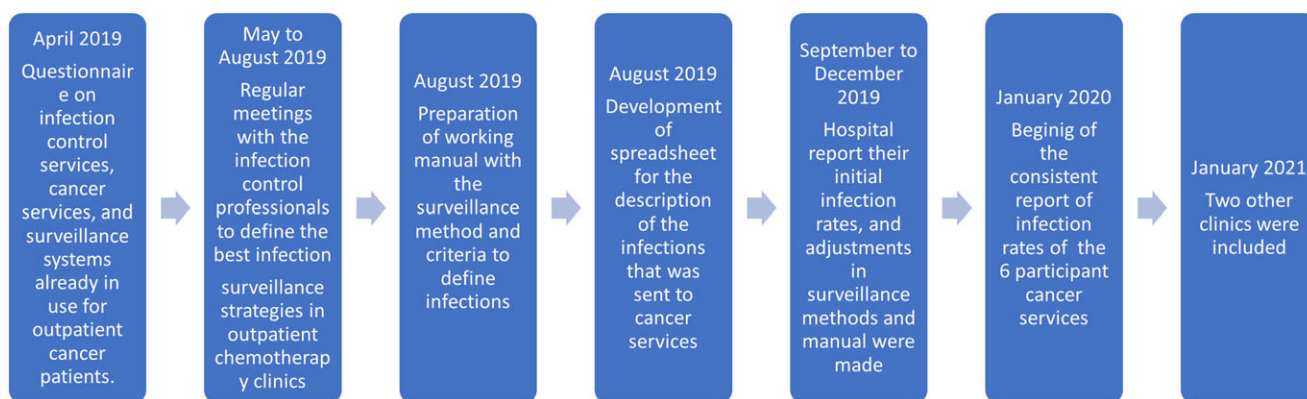 April 2019
Questionnair
e on
infection
control
services,
cancer
services, and
surveillance
systems
already in
use for
outpatient
cancer
patients.
May to
August 2019
Regular
meetings
with the
infection
control
professionals
to define the
best infection
surveillance
strategies in
outpatient
chemotherap
y clinics
August 2019
Preparation
of working
manual with
the
surveillance
method and
criteria to
define
infections
August 2019
Development
of
spreadsheet
for the
description
of the
infections
that was
sent to
cancer
services
September to
December
2019
Hospital
report their
initial
infection
rates, and
adjustments
in
surveillance
methods and
manual were
made
January 2020
Beginig of
the
consistent
report of
infection
rates of the
6 participant
cancer
services
January 2021
Two other
clinics were
included